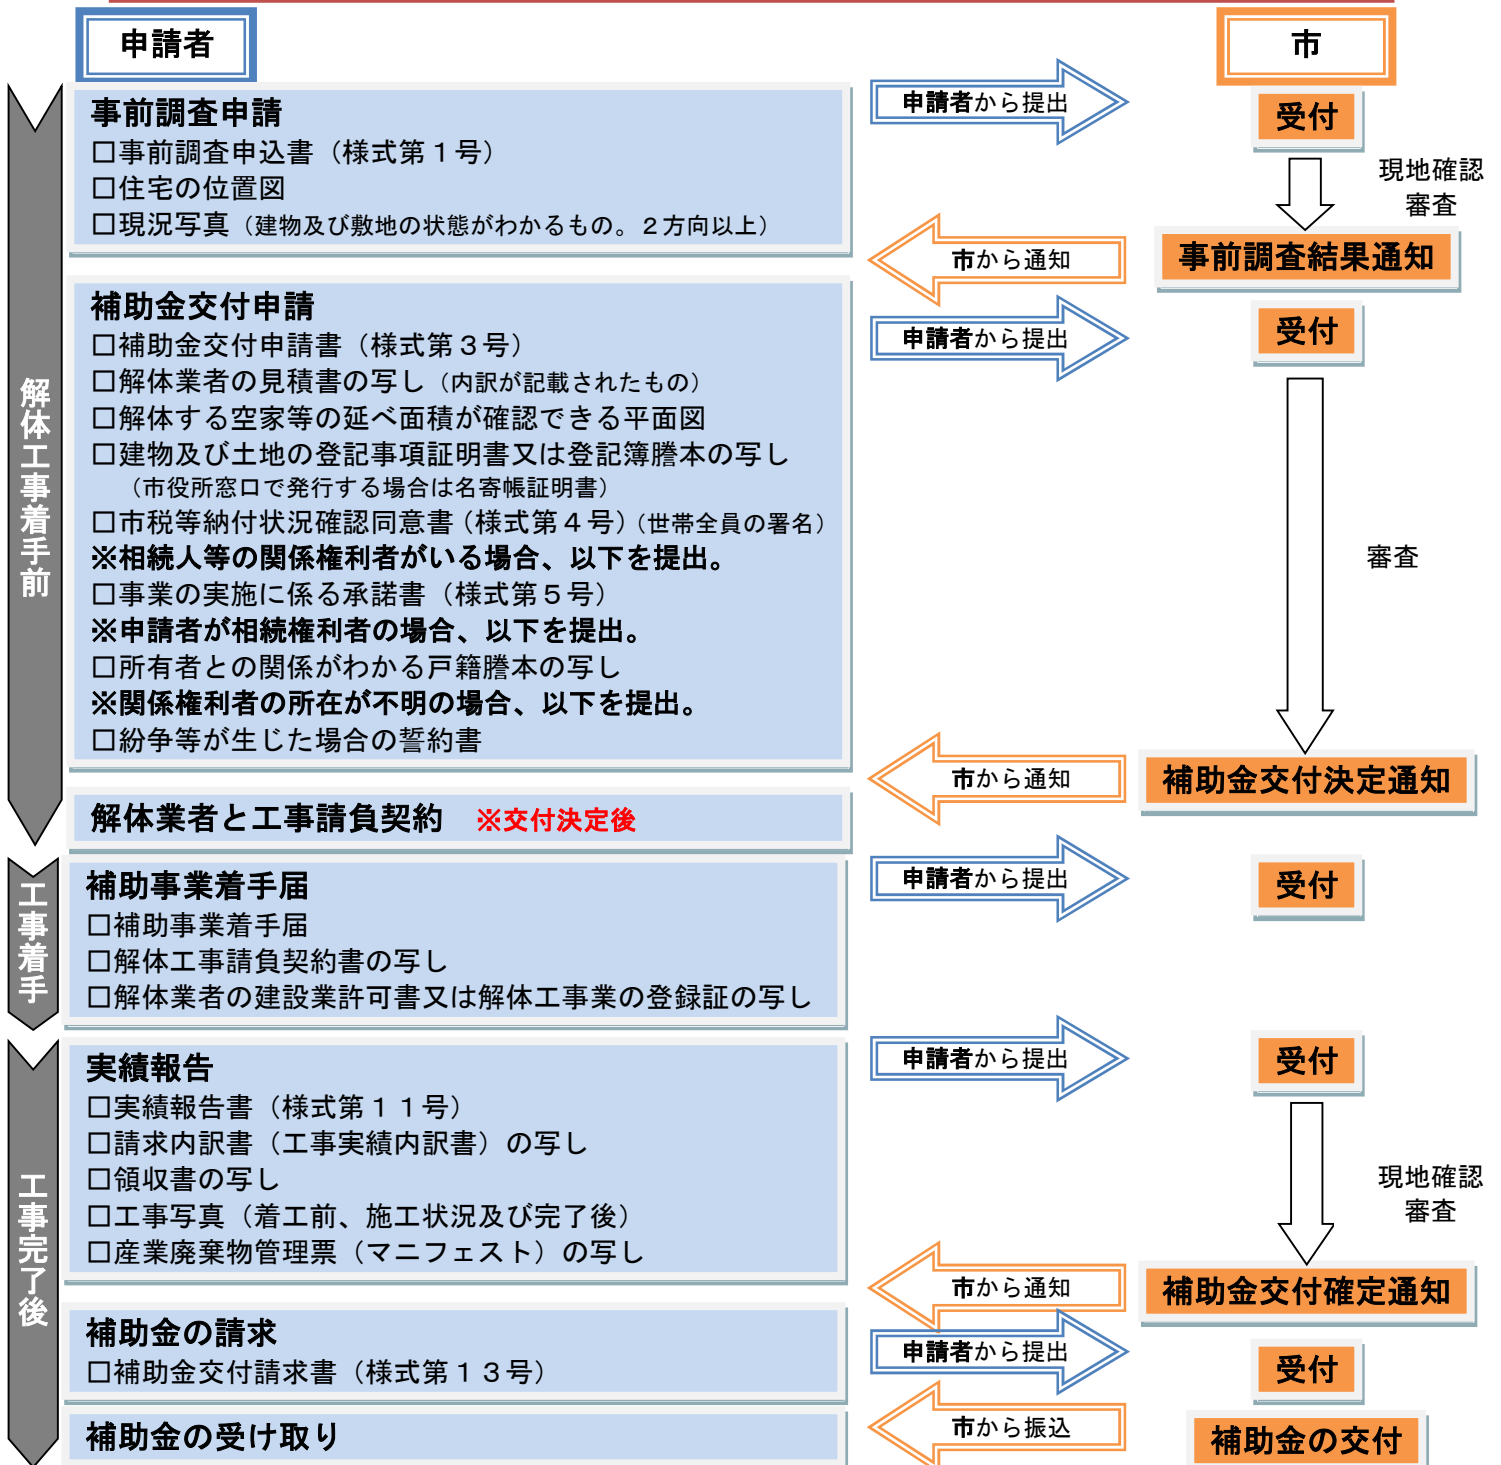 申請者
市
解体工事着手前
事前調査申請
□事前調査申込書（様式第１号）
□住宅の位置図
□現況写真（建物及び敷地の状態がわかるもの。２方向以上）
申請者から提出
受付
現地確認
審査
市から通知
事前調査結果通知
補助金交付申請
□補助金交付申請書（様式第３号）
□解体業者の見積書の写し（内訳が記載されたもの）
□解体する空家等の延べ面積が確認できる平面図
□建物及び土地の登記事項証明書又は登記簿謄本の写し
（市役所窓口で発行する場合は名寄帳証明書）
□市税等納付状況確認同意書（様式第４号）（世帯全員の署名）
※相続人等の関係権利者がいる場合、以下を提出。
□事業の実施に係る承諾書（様式第５号）
※申請者が相続権利者の場合、以下を提出。
□所有者との関係がわかる戸籍謄本の写し
※関係権利者の所在が不明の場合、以下を提出。
□紛争等が生じた場合の誓約書
申請者から提出
受付
審査
市から通知
補助金交付決定通知
解体業者と工事請負契約　※交付決定後
工事着手
補助事業着手届
□補助事業着手届
□解体工事請負契約書の写し
□解体業者の建設業許可書又は解体工事業の登録証の写し
申請者から提出
受付
工事完了後
実績報告
□実績報告書（様式第１１号）
□請求内訳書（工事実績内訳書）の写し
□領収書の写し
□工事写真（着工前、施工状況及び完了後）
□産業廃棄物管理票（マニフェスト）の写し
申請者から提出
受付
現地確認
審査
市から通知
補助金交付確定通知
補助金の請求
□補助金交付請求書（様式第１３号）
申請者から提出
受付
補助金の受け取り
市から振込
補助金の交付